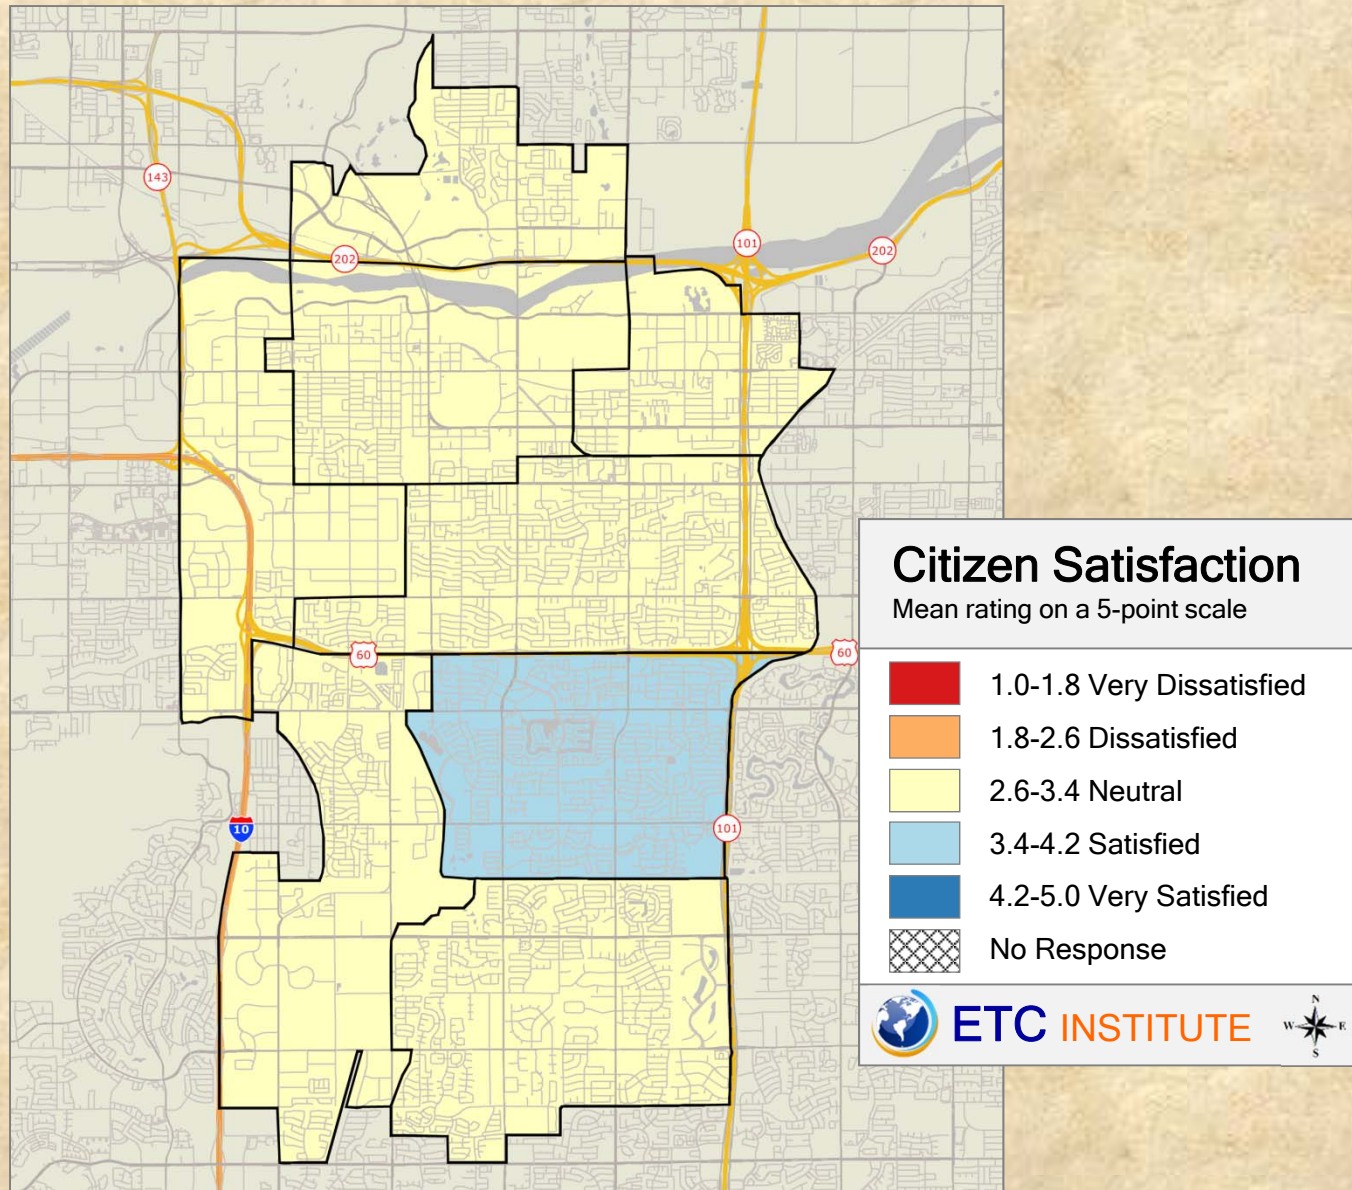 143
202
101
202
Citizen Satisfaction
Mean rating on a 5-point scale
60
60
1.0-1.8 Very Dissatisfied
1.8-2.6 Dissatisfied
2.6-3.4 Neutral
10
101
3.4-4.2 Satisfied
4.2-5.0 Very Satisfied
No Response
ETC INSTITUTE
N
W E
S